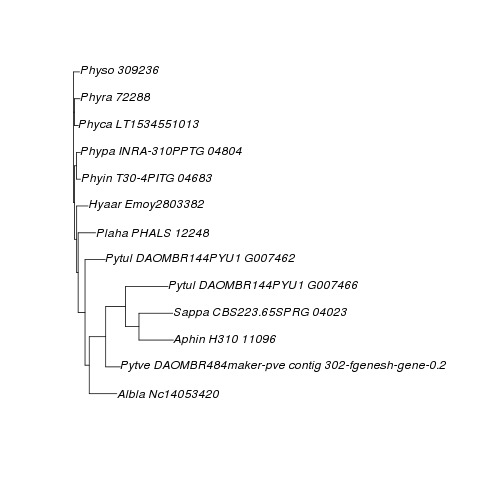 Physo 309236
Phyra 72288
Phyca LT1534551013
Phypa INRA-310PPTG 04804
Phyin T30-4PITG 04683
Hyaar Emoy2803382
Plaha PHALS 12248
Pytul DAOMBR144PYU1 G007462
Pytul DAOMBR144PYU1 G007466
Sappa CBS223.65SPRG 04023
Aphin H310 11096
Pytve DAOMBR484maker-pve contig 302-fgenesh-gene-0.2
Albla Nc14053420